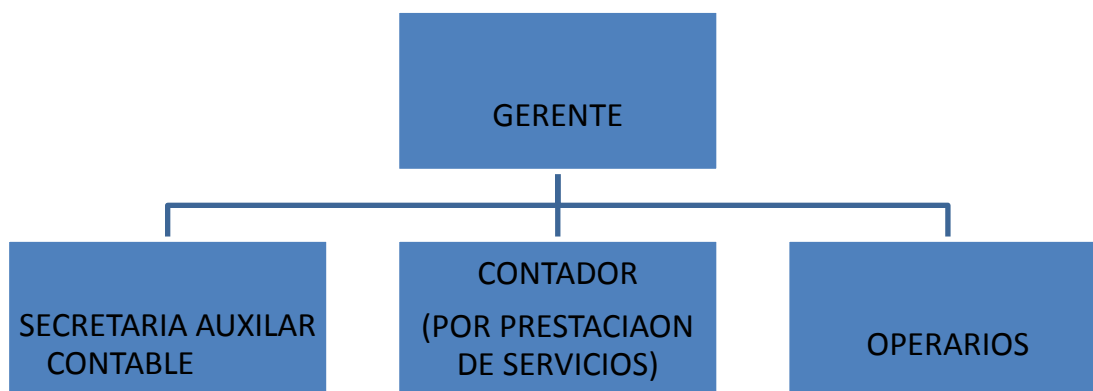 GERENTE
SECRETARIA AUXILAR
CONTABLE
CONTADOR
(POR PRESTACIAON
DE SERVICIOS)
OPERARIOS